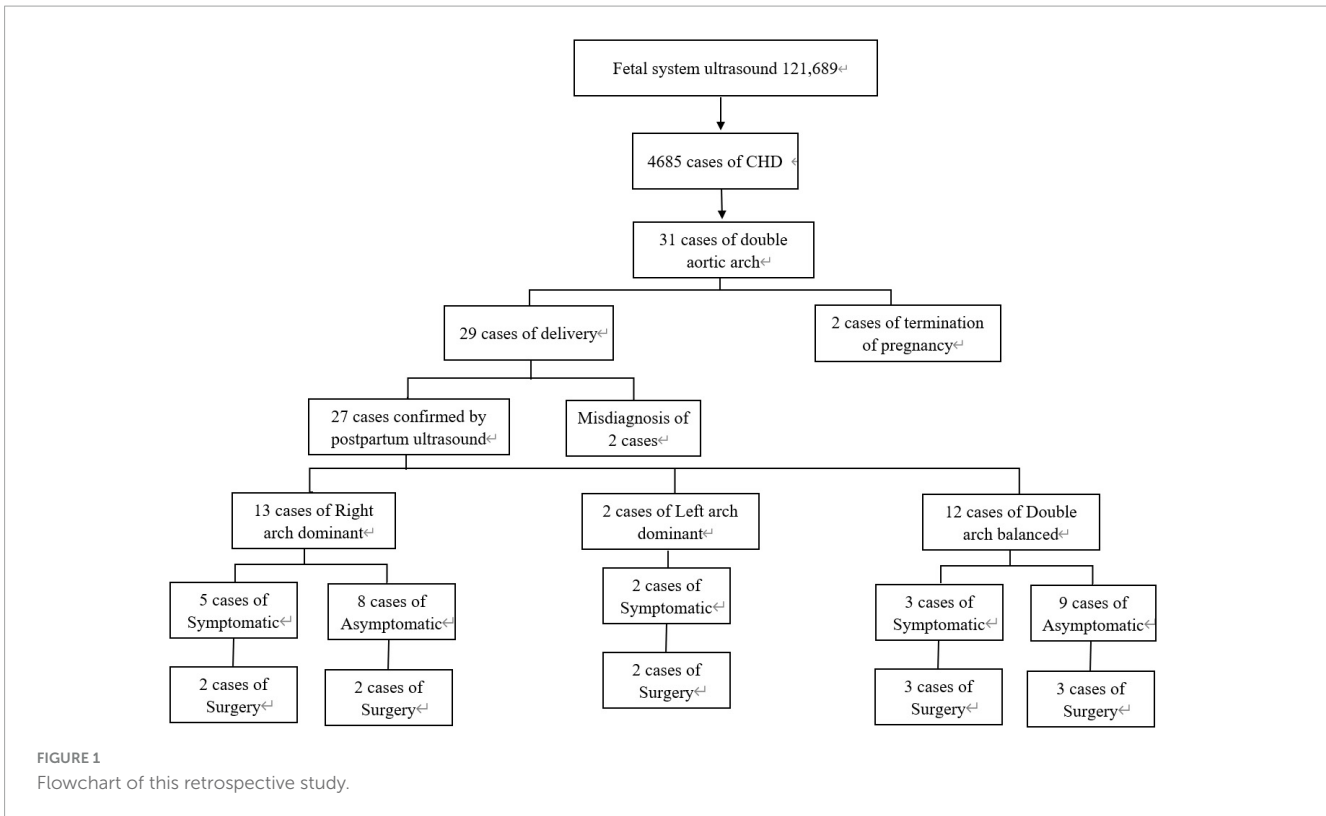 Fetal system ultrasound 121,689↵
4685 cases of CHD ↵
31 cases of double
aortic arch↵
29 cases of delivery↵
2 cases of termination
of pregnancy↵
27 cases confirmed by
postpartum ultrasound↵
Misdiagnosis of
2 cases↵
13 cases of Right
arch dominant↵
2 cases of Left arch
dominant↵
12 cases of Double
arch balanced↵
5 cases of
Symptomatic↵
8 cases of
Asymptomatic↵
2 cases of
Symptomatic↵
3 cases of
Symptomatic↵
9 cases of
Asymptomatic↵
2 cases of
Surgery↵
2 cases of
Surgery↵
2 cases of
Surgery↵
3 cases of
Surgery↵
3 cases of
Surgery↵
FIGURE 1
Flowchart of this retrospective study.